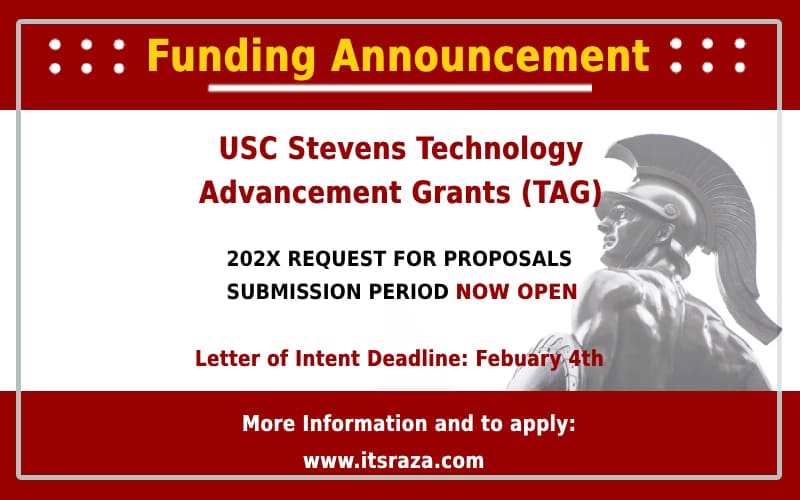 Funding Announcement
USC Stevens Technology
Advancement Grants (TAG)
202X REQUEST FOR PROPOSALS
SUBMISSION PERIOD NOW OPEN
Letter of Intent Deadline: Febuary 4th
More Information and to apply:
www.itsraza.com